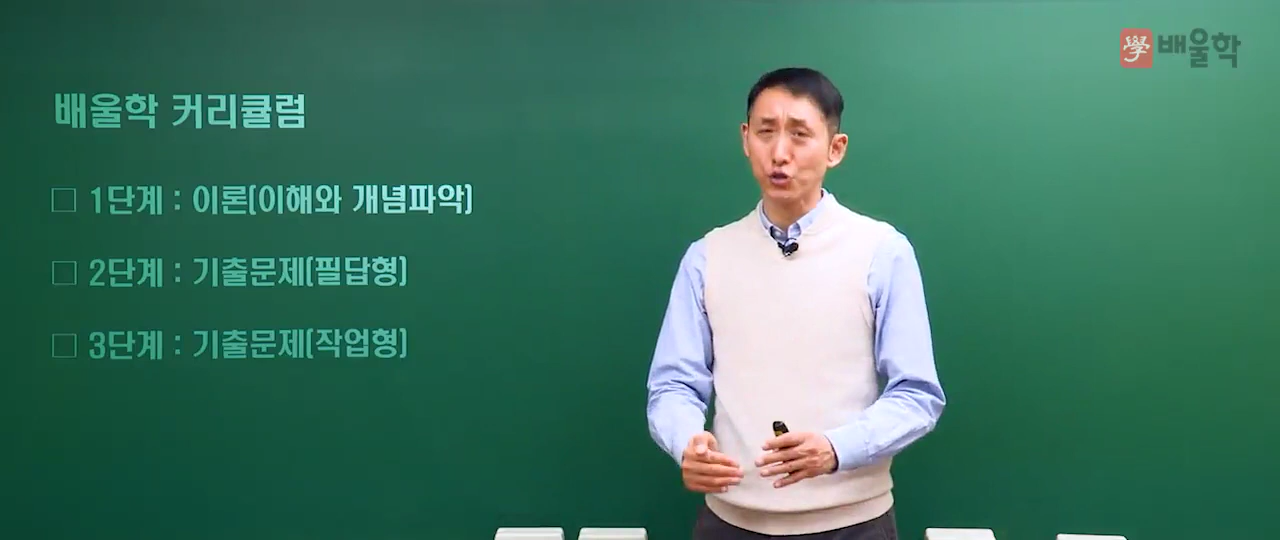 學 배울학
배울학 커리큘럼
□ 1단계 : 이론(이해와 개념파악)
□ 2단계 : 기출문제(필답형)
□ 3단계 : 기출문제(작업형)